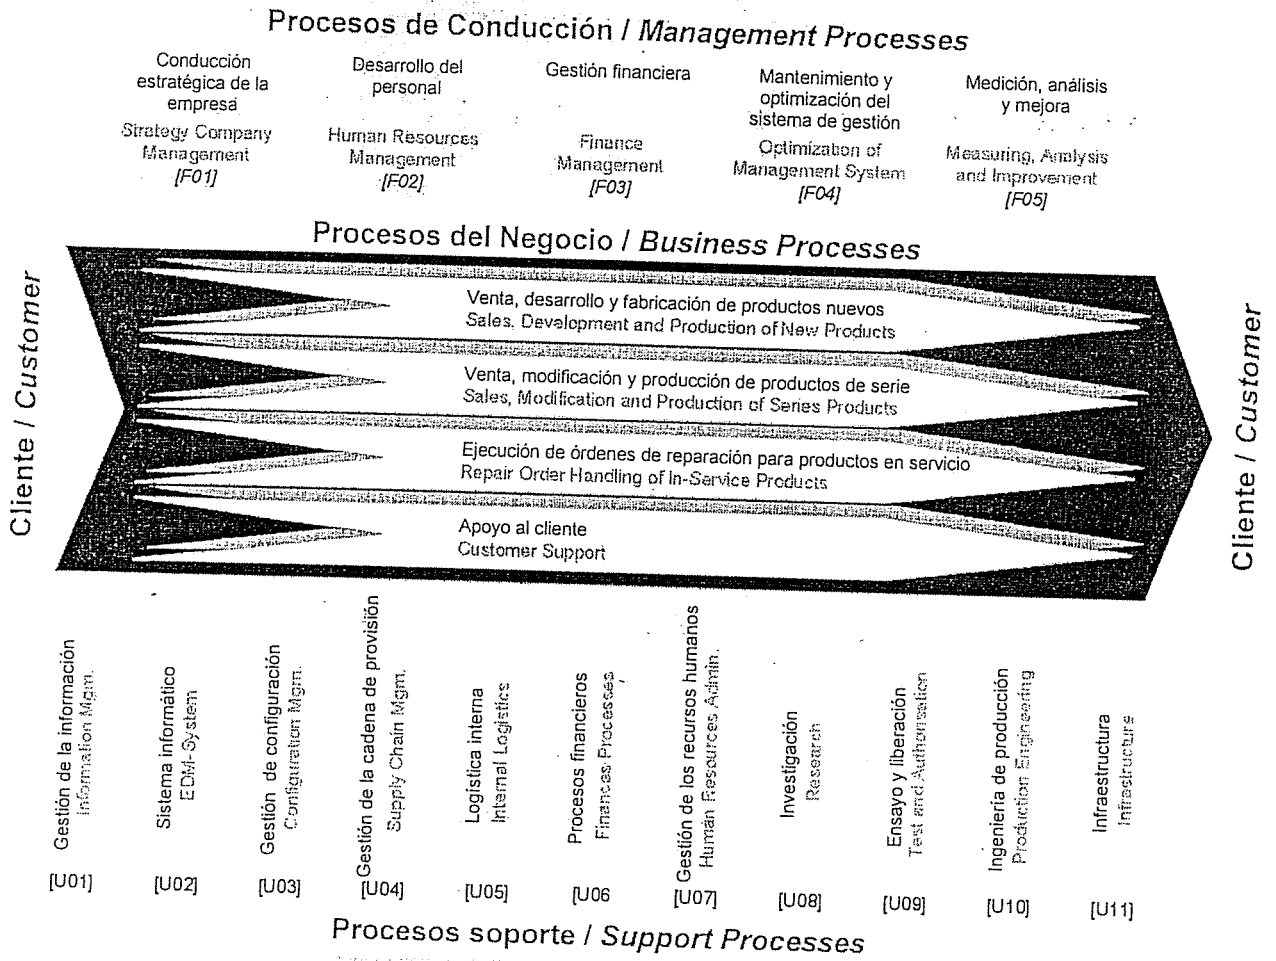 Procesos de Conducción / Management Processes
Conducción
estratégica de la
empresa
Strategy Company
Management
[F01]
Desarrollo del
personal
Human Resources
Management
[F02]
Gestión financiera
Finance
Management
[F03]
Mantenimiento y
optimización del
sistema de gestión
Optimization of
Management System
[F04]
Medición, análisis
y mejora
Measuring, Analysis
and Improvement
[F05]
Procesos del Negocio / Business Processes
Cliente / Customer
Venta, desarrollo y fabricación de productos nuevos
Sales, Development and Production of New Products
Venta, modificación y producción de productos de serie
Sales, Modification and Production of Series Products
Ejecución de órdenes de reparación para productos en servicio
Repair Order Handling of In-Service Products
Apoyo al cliente
Customer Support
Cliente / Customer
Gestión de la información
Information Mgm.
[U01]
Sistema informático
EDM-System
[U02]
Gestión de configuración
Configuration Mgm.
[U03]
Gestión de la cadena de provisión
Supply Chain Mgm.
[U04]
Logística interna
Internal Logistics
[U05]
Procesos financieros
Finances Processes
[U06
Gestión de los recursos humanos
Human Resources Admin.
[U07]
Investigación
Research
[U08]
Ensayo y liberación
Test and Authorisation
[U09]
Ingeniería de producción
Production Engineering
[U10]
Infraestructura
Infrastructure
[U11]
Procesos soporte / Support Processes